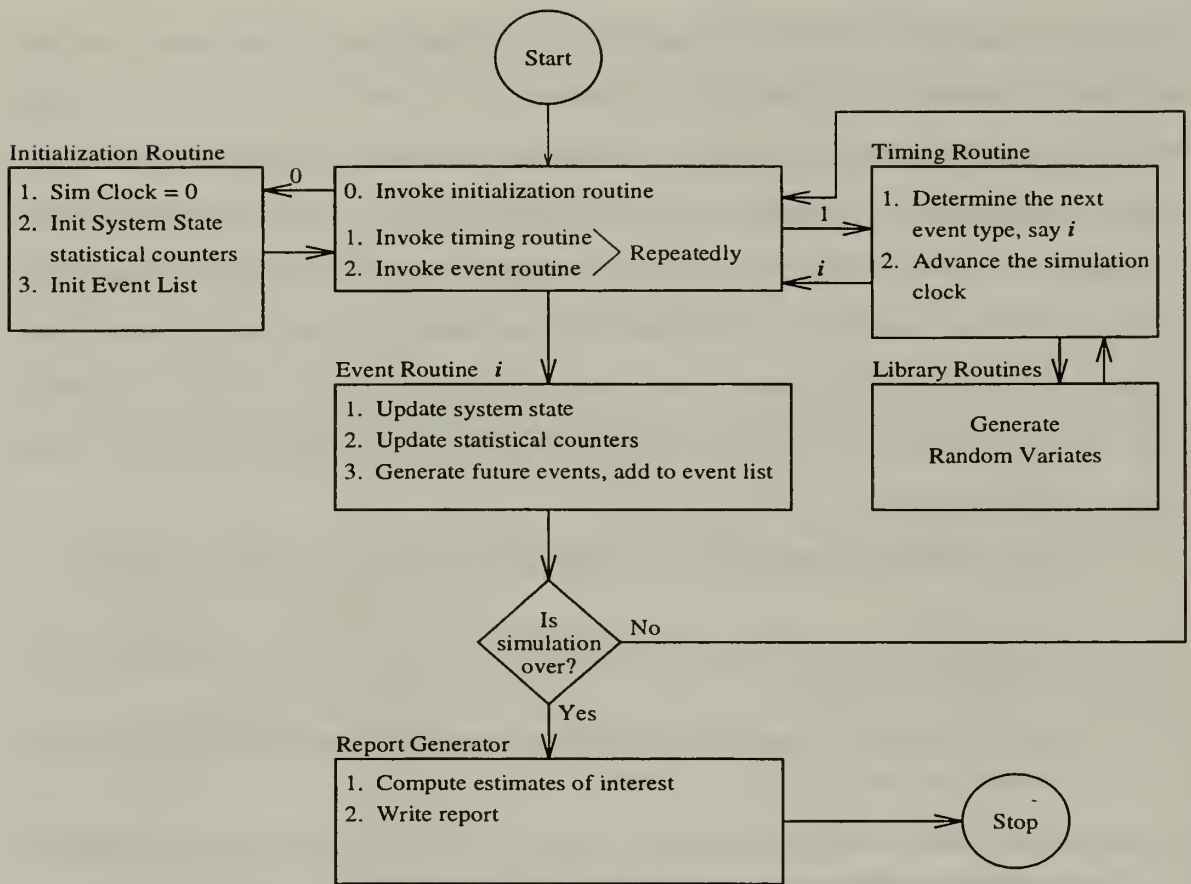 Start
Initialization Routine
1. Sim Clock = 0
2. Init System State
statistical counters
3. Init Event List
0
0. Invoke initialization routine
1. Invoke timing routine
2. Invoke event routine
Repeatedly
1
i
Timing Routine
1. Determine the next
event type, say i
2. Advance the simulation
clock
Event Routine i
1. Update system state
2. Update statistical counters
3. Generate future events, add to event list
Library Routines
Generate
Random Variates
Is
simulation
over?
No
Yes
Report Generator
1. Compute estimates of interest
2. Write report
Stop